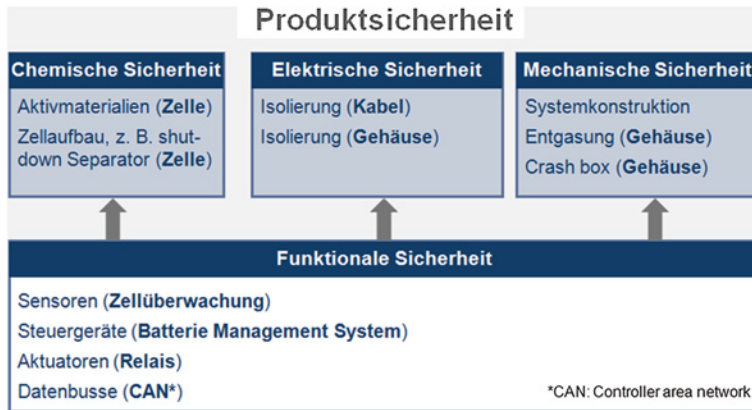 Produktsicherheit
Chemische Sicherheit
Aktivmaterialien (Zelle)
Zellaufbau, z. B. shut-
down Separator (Zelle)
Elektrische Sicherheit
Isolierung (Kabel)
Isolierung (Gehäuse)
Mechanische Sicherheit
Systemkonstruktion
Entgasung (Gehäuse)
Crash box (Gehäuse)
Funktionale Sicherheit
Sensoren (Zellüberwachung)
Steuergeräte (Batterie Management System)
Aktuatoren (Relais)
Datenbusse (CAN*)
*CAN: Controller area network